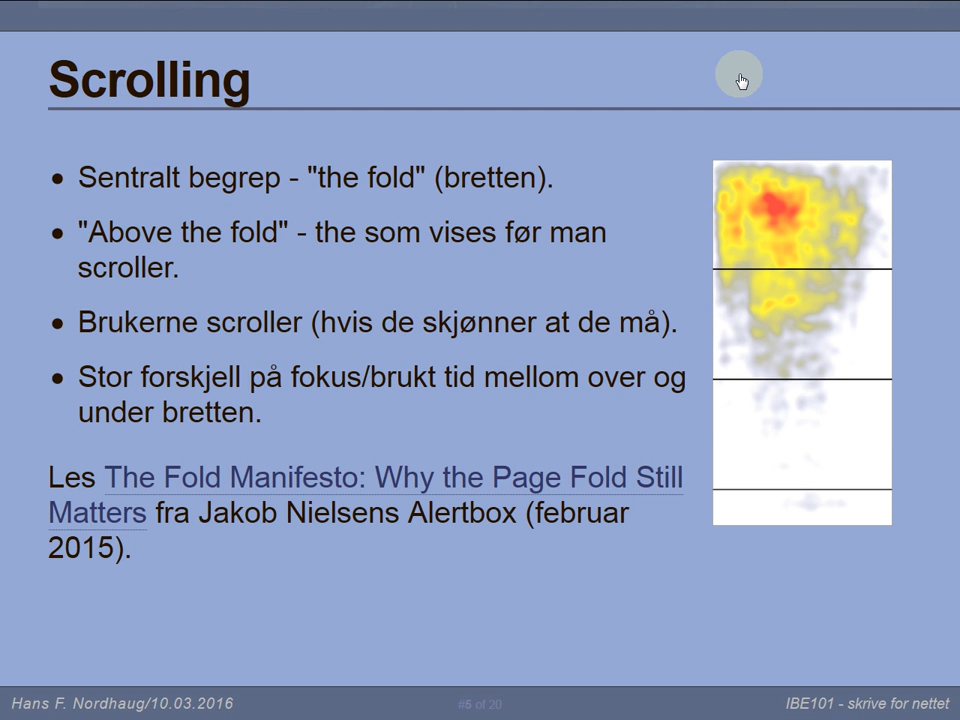 Scrolling
• Sentralt begrep - "the fold" (bretten).
• "Above the fold" - the som vises før man
scroller.
• Brukerne scroller (hvis de skjønner at de må).
• Stor forskjell på fokus/brukt tid mellom over og
under bretten.
Les The Fold Manifesto: Why the Page Fold Still
Matters fra Jakob Nielsens Alertbox (februar
2015).
Hans F. Nordhaug/10.03.2016
#6 of 20
IBE101 - skrive for nettet